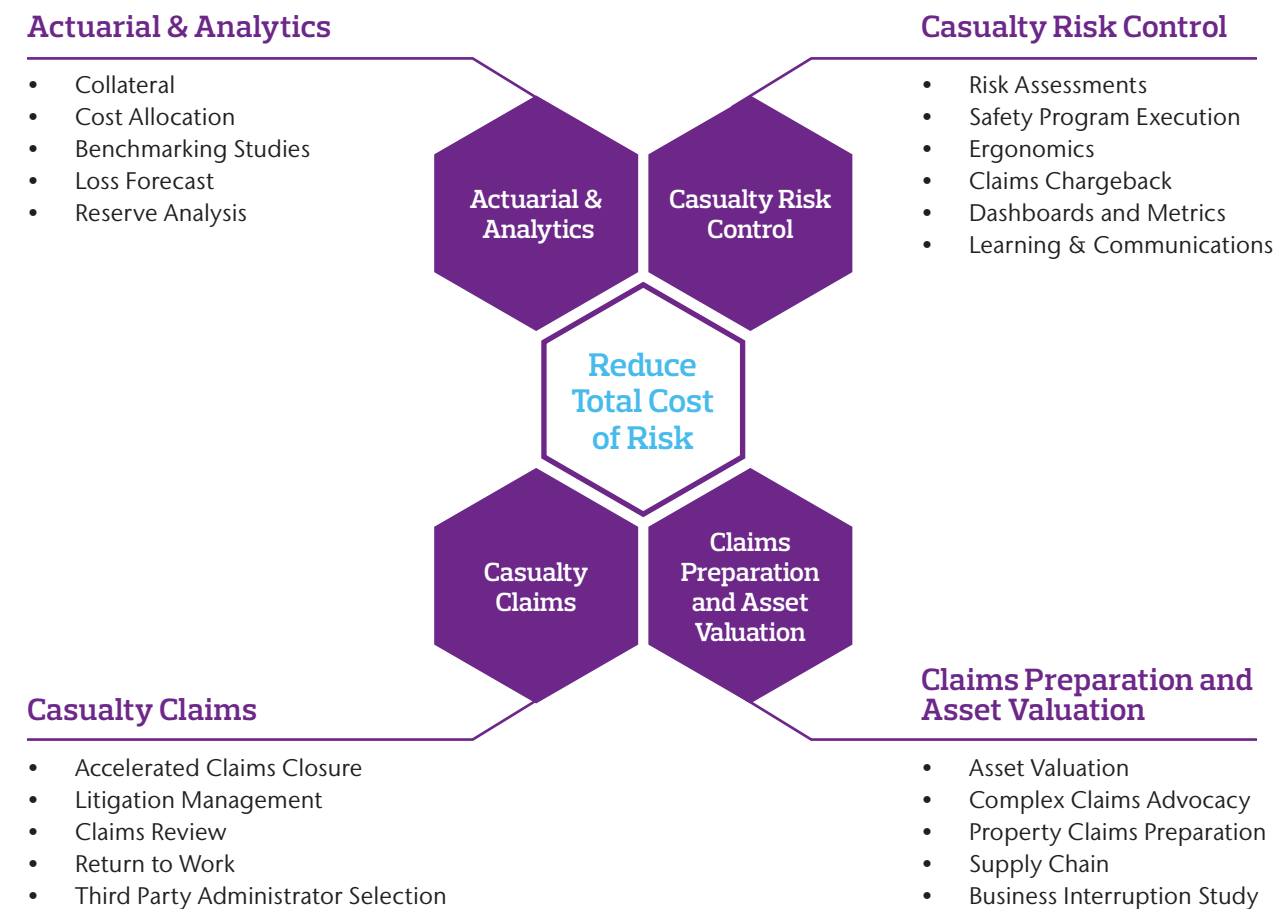 Actuarial & Analytics
• Collateral
• Cost Allocation
• Benchmarking Studies
• Loss Forecast
• Reserve Analysis
Casualty Risk Control
• Risk Assessments
• Safety Program Execution
• Ergonomics
• Claims Chargeback
• Dashboards and Metrics
• Learning & Communications
Actuarial &
Analytics
Casualty Risk
Control
Reduce
Total Cost
of Risk
Casualty
Claims
Claims
Preparation
and Asset
Valuation
Casualty Claims
• Accelerated Claims Closure
• Litigation Management
• Claims Review
• Return to Work
• Third Party Administrator Selection
Claims Preparation and
Asset Valuation
• Asset Valuation
• Complex Claims Advocacy
• Property Claims Preparation
• Supply Chain
• Business Interruption Study